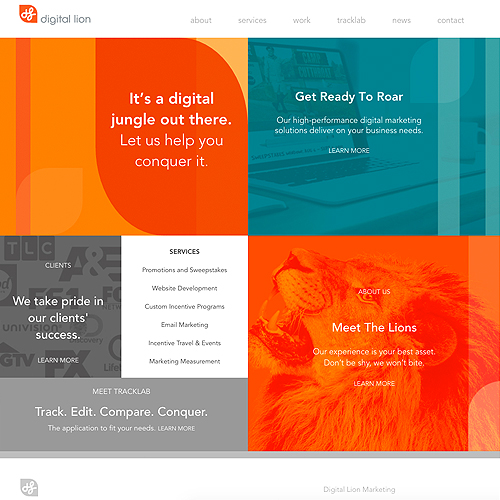 digital lion
about services work tracklab news contact
It's a digital
jungle out there.
Let us help you
conquer it.
Get Ready To Roar
Our high-performance digital marketing
solutions deliver on your business needs.
LEARN MORE
TLC
A&E
univision
GTV
CLIENTS
We take pride in
our clients'
success.
LEARN MORE
SERVICES
Promotions and Sweepstakes
Website Development
Custom Incentive Programs
Email Marketing
Incentive Travel & Events
Marketing Measurement
ABOUT US
Meet The Lions
Our experience is your best asset.
Don't be shy, we won't bite.
LEARN MORE
MEET TRACKLAB
Track. Edit. Compare. Conquer.
The application to fit your needs. LEARN MORE
Digital Lion Marketing